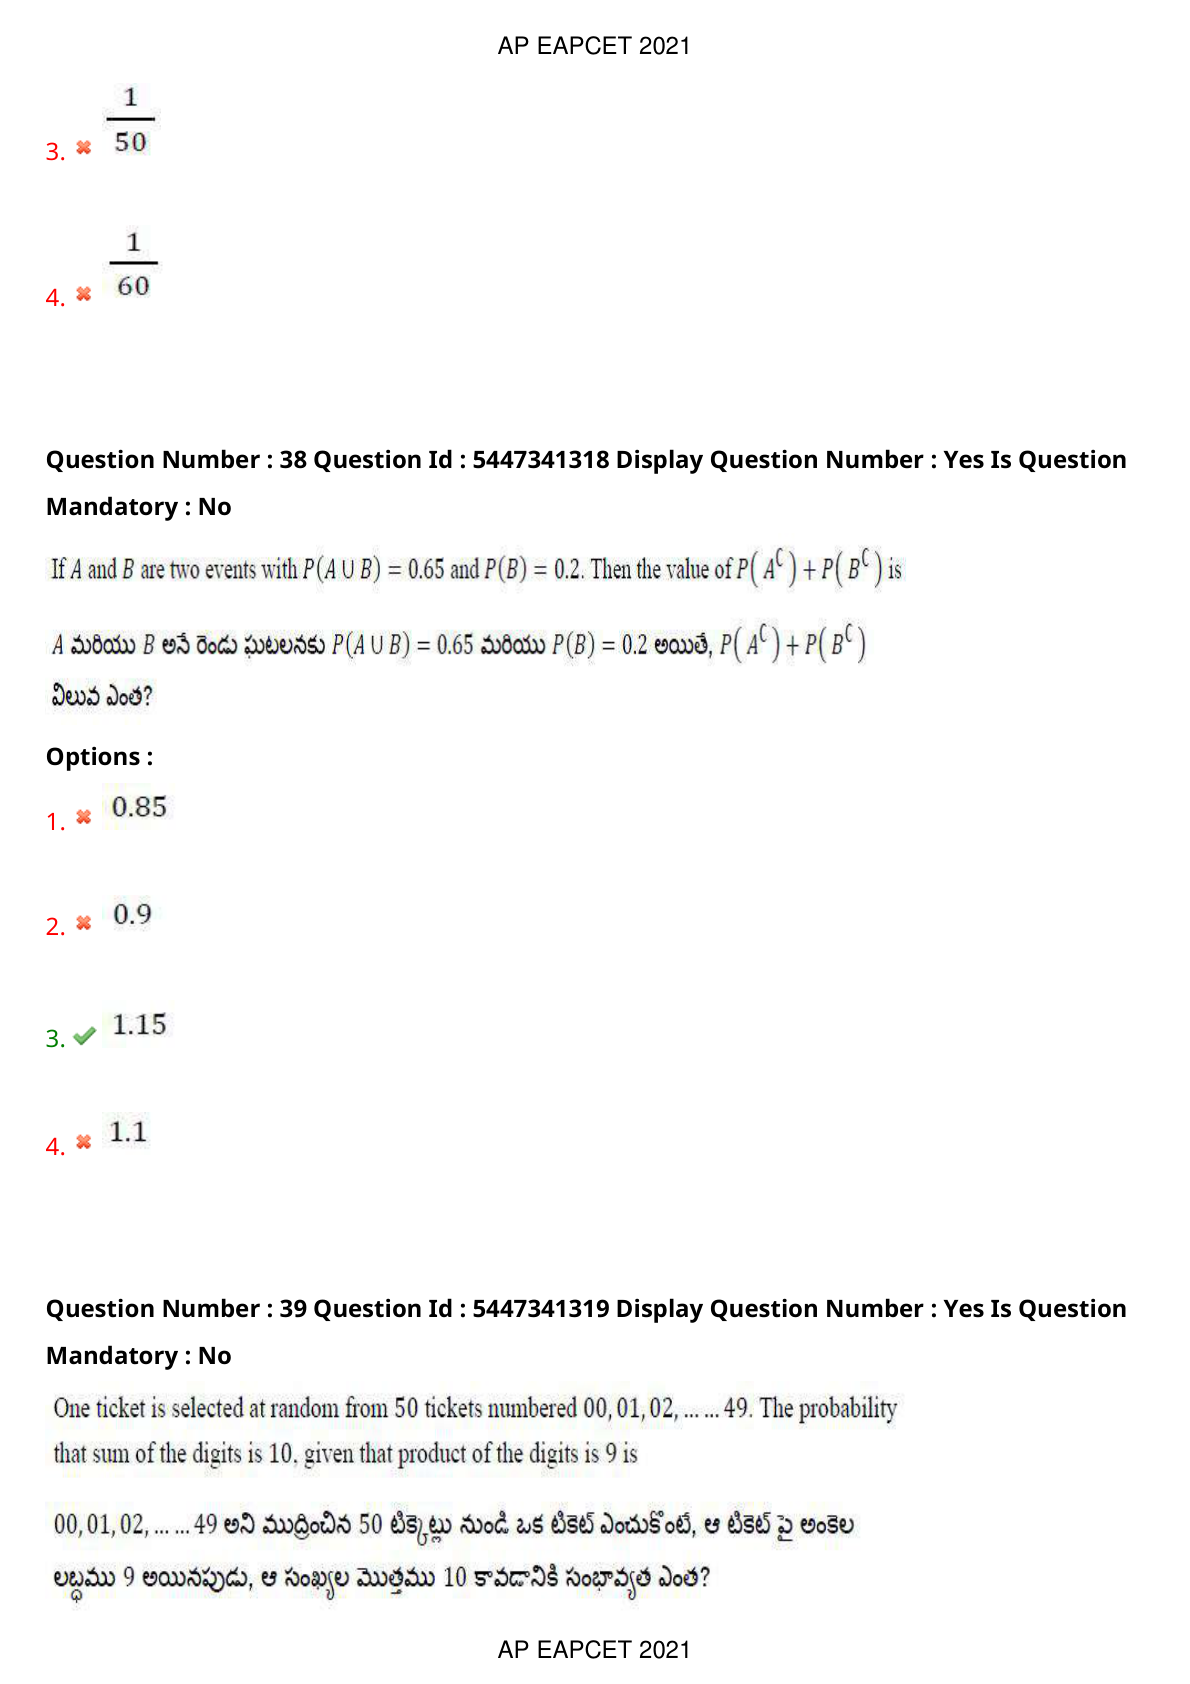 AP EAPCET 2021
3. 1/50
4. 1/60
Question Number : 38 Question Id : 5447341318 Display Question Number : Yes Is Question
Mandatory : No
If A and B are two events with P(A ∪ B) = 0.65 and P(B) = 0.2. Then the value of P(A^C) + P(B^C) is
A మరియు B అనే రెండు ఘటలనకు P(A ∪ B) = 0.65 మరియు P(B) = 0.2 అయితే, P(A^C) + P(B^C)
విలువ ఎంత?
Options :
1. 0.85
2. 0.9
3. 1.15
4. 1.1
Question Number : 39 Question Id : 5447341319 Display Question Number : Yes Is Question
Mandatory : No
One ticket is selected at random from 50 tickets numbered 00, 01, 02, ... ... 49. The probability
that sum of the digits is 10, given that product of the digits is 9 is
00, 01, 02, ... ... 49 అని ముద్రించిన 50 టిక్కెట్లు నుండి ఒక టికెట్ ఎంచుకొంటే, ఆ టికెట్ పై అంకెల
లబ్ధము 9 అయినపుడు, ఆ సంఖ్యల మొత్తము 10 కావడానికి సంభావ్యత ఎంత?
AP EAPCET 2021